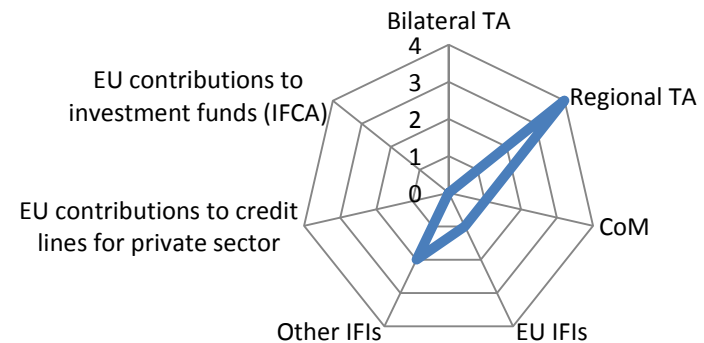 Bilateral TA
4
3
2
1
0
Regional TA
CoM
EU IFIs
Other IFIs
EU contributions to credit
lines for private sector
EU contributions to
investment funds (IFCA)